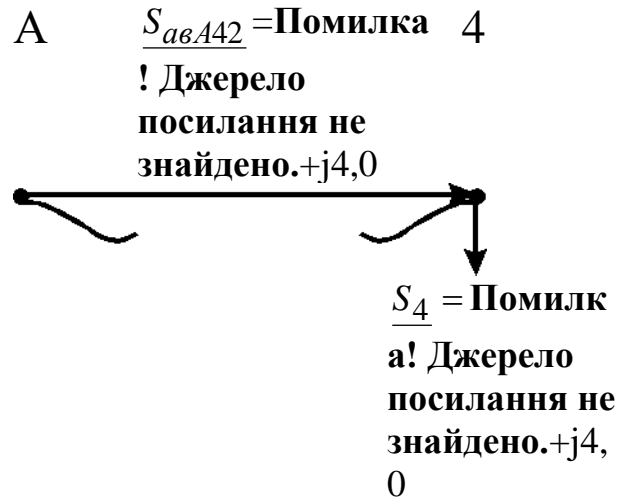 A S_авА42 =Помилка 4
! Джерело
посилання не
знайдено.+j4,0
S_4 = Помилк
а! Джерело
посилання не
знайдено.+j4,
0